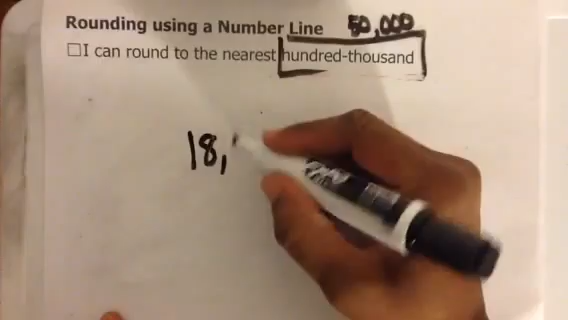 Rounding using a Number Line 50,000
☐I can round to the nearest hundred-thousand
18,